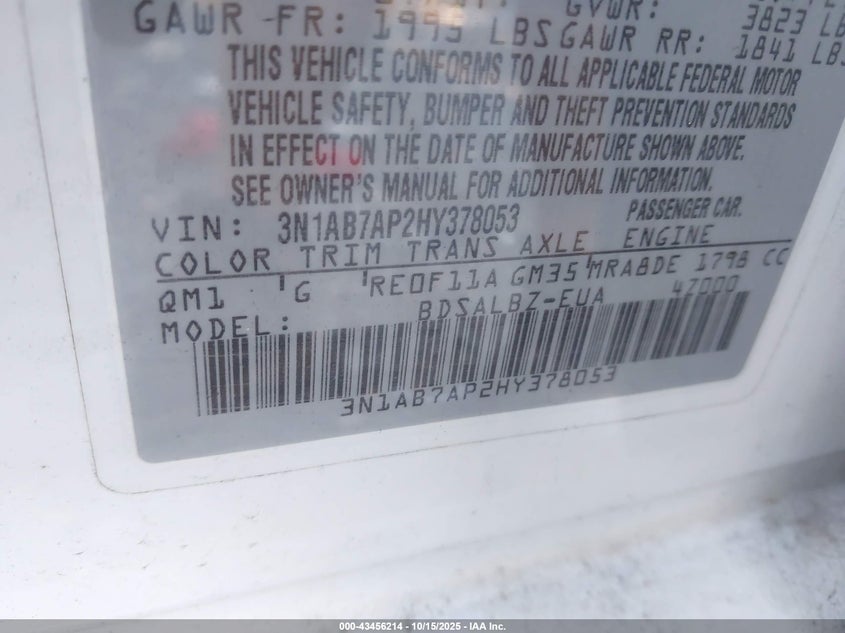 GVWR: 3823 LB
GAWR FR: 1995 LBS GAWR RR: 1841 LBS
THIS VEHICLE CONFORMS TO ALL APPLICABLE FEDERAL MOTOR
VEHICLE SAFETY, BUMPER AND THEFT PREVENTION STANDARDS
IN EFFECT ON THE DATE OF MANUFACTURE SHOWN ABOVE.
SEE OWNER'S MANUAL FOR ADDITIONAL INFORMATION.
VIN: 3N1AB7AP2HY378053 PASSENGER CAR.
COLOR TRIM TRANS AXLE ENGINE
QM1 'G 'RE0F11A GM35'MRA8DE 1798 CC
MODEL: BDSALBZ-EUA 47000
3N1AB7AP2HY378053
000-43456214 - 10/15/2025 - IAA Inc.